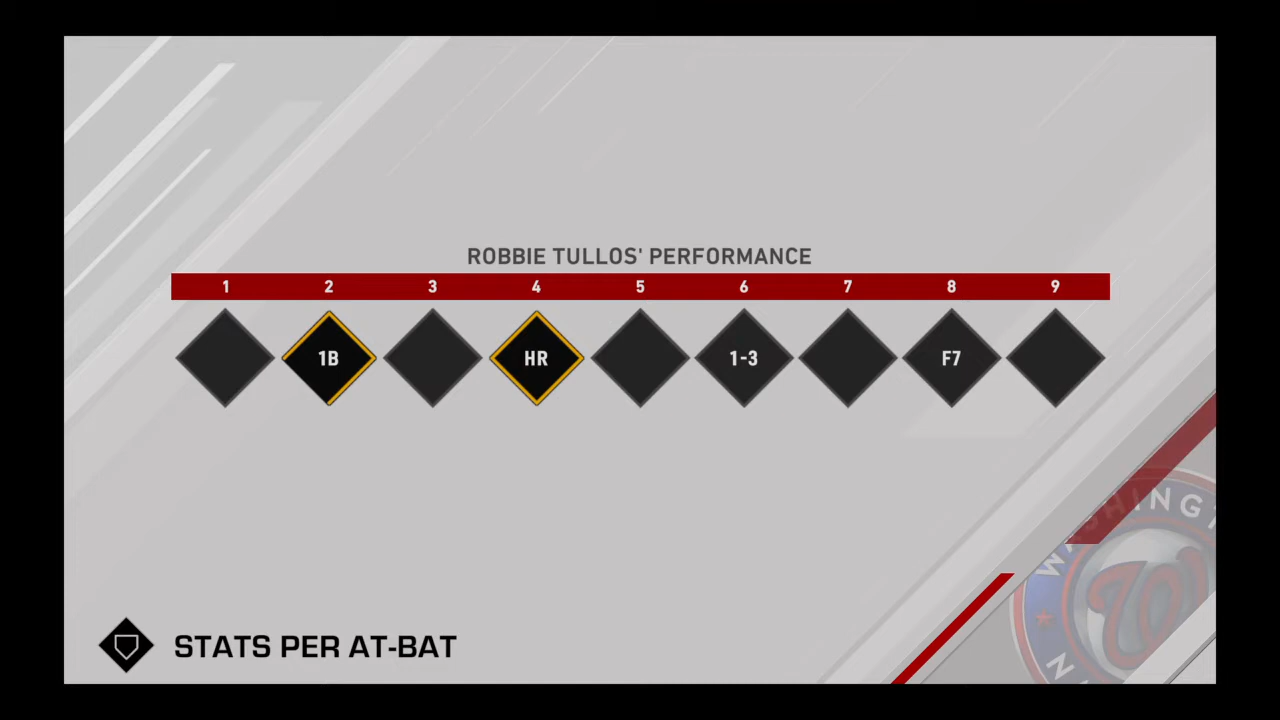 ROBBIE TULLOS' PERFORMANCE
1 2 3 4 5 6 7 8 9
1B HR 1-3 F7
WASHINGT
N
STATS PER AT-BAT